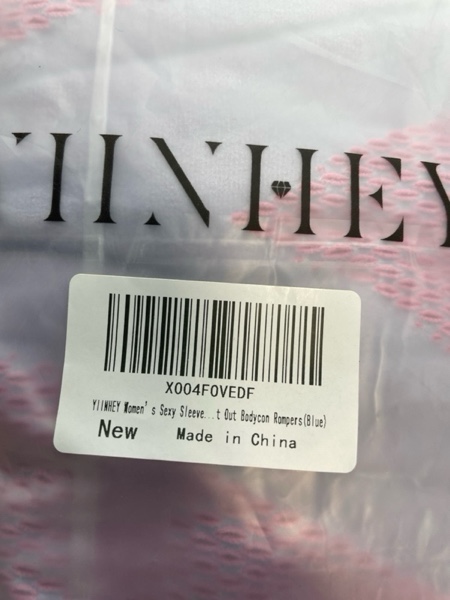 YIINHEY
X004F0VEDF
YIINHEY Women's Sexy Sleeve...t Out Bodycon Rompers(Blue)
New Made in China